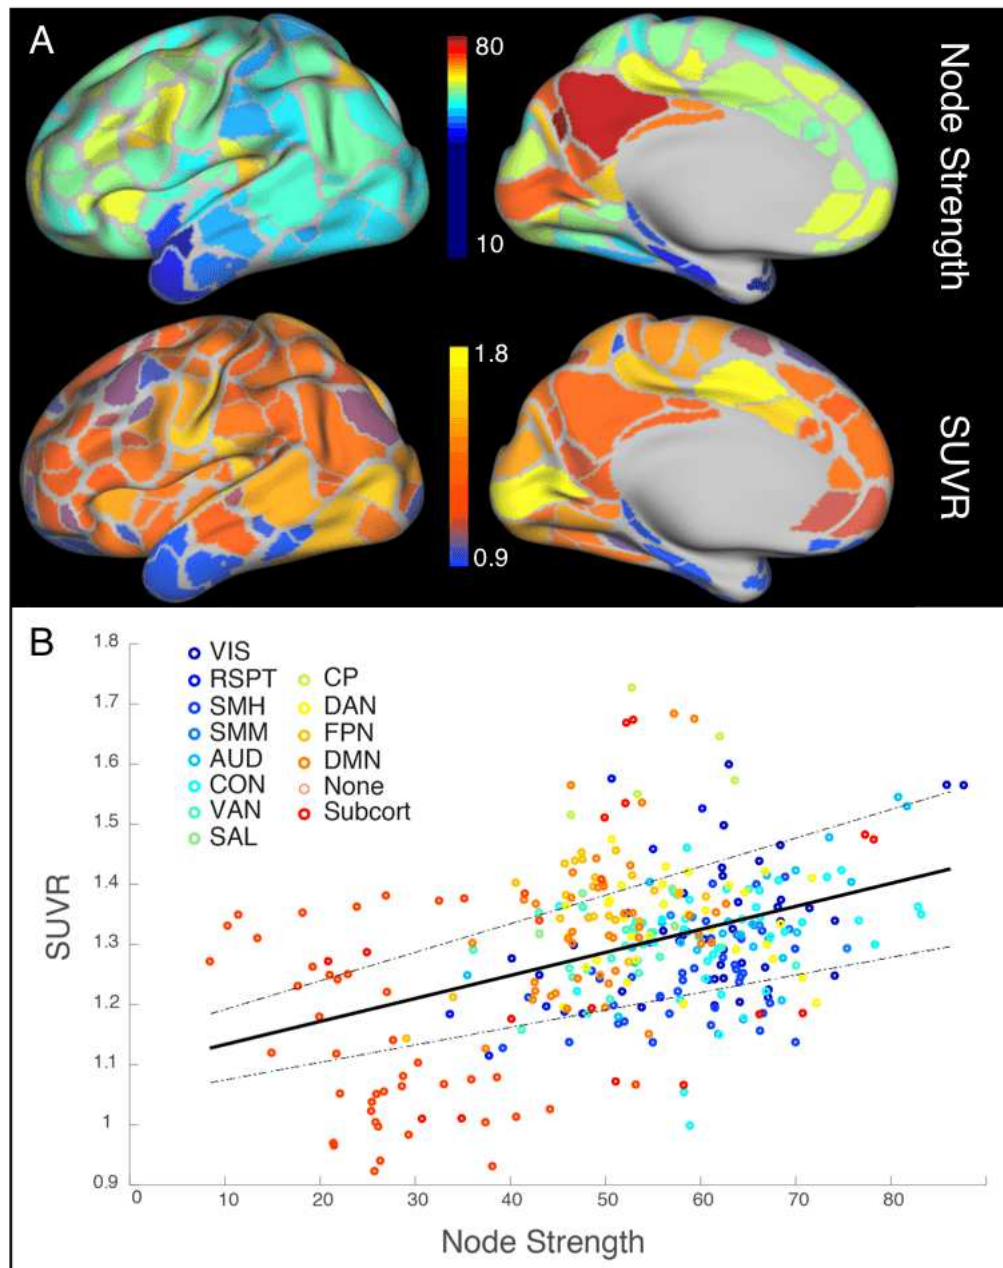 A
80
10
Node Strength
1.8
0.9
SUVR
B
VIS
RSPT
SMH
SMM
AUD
CON
VAN
SAL
CP
DAN
FPN
DMN
None
Subcort
1.8
1.7
1.6
1.5
1.4
1.3
1.2
1.1
1
0.9
SUVR
0 10 20 30 40 50 60 70 80
Node Strength